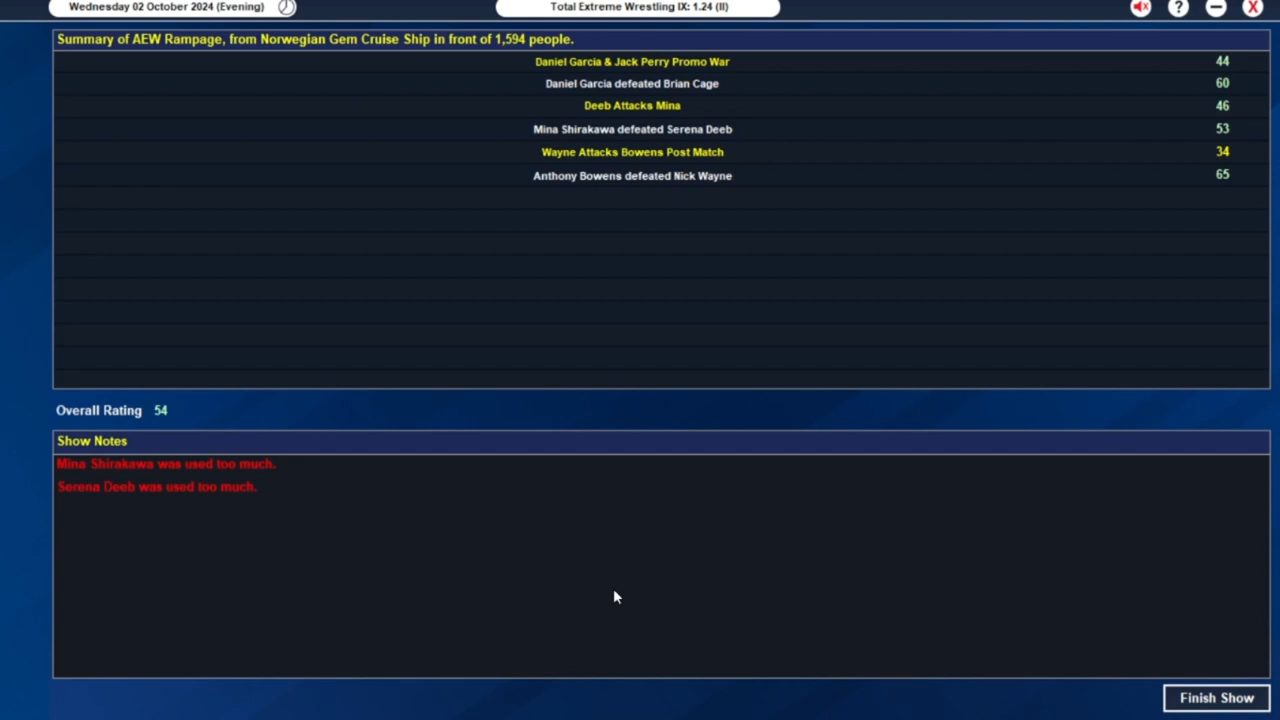 Wednesday 02 October 2024 (Evening)
Total Extreme Wrestling IX: 1.24 (II)
?
X
Summary of AEW Rampage, from Norwegian Gem Cruise Ship in front of 1,594 people.
Daniel Garcia & Jack Perry Promo War 44
Daniel Garcia defeated Brian Cage 60
Deeb Attacks Mina 46
Mina Shirakawa defeated Serena Deeb 53
Wayne Attacks Bowens Post Match 34
Anthony Bowens defeated Nick Wayne 65
Overall Rating 54
Show Notes
Mina Shirakawa was used too much.
Serena Deeb was used too much.
Finish Show